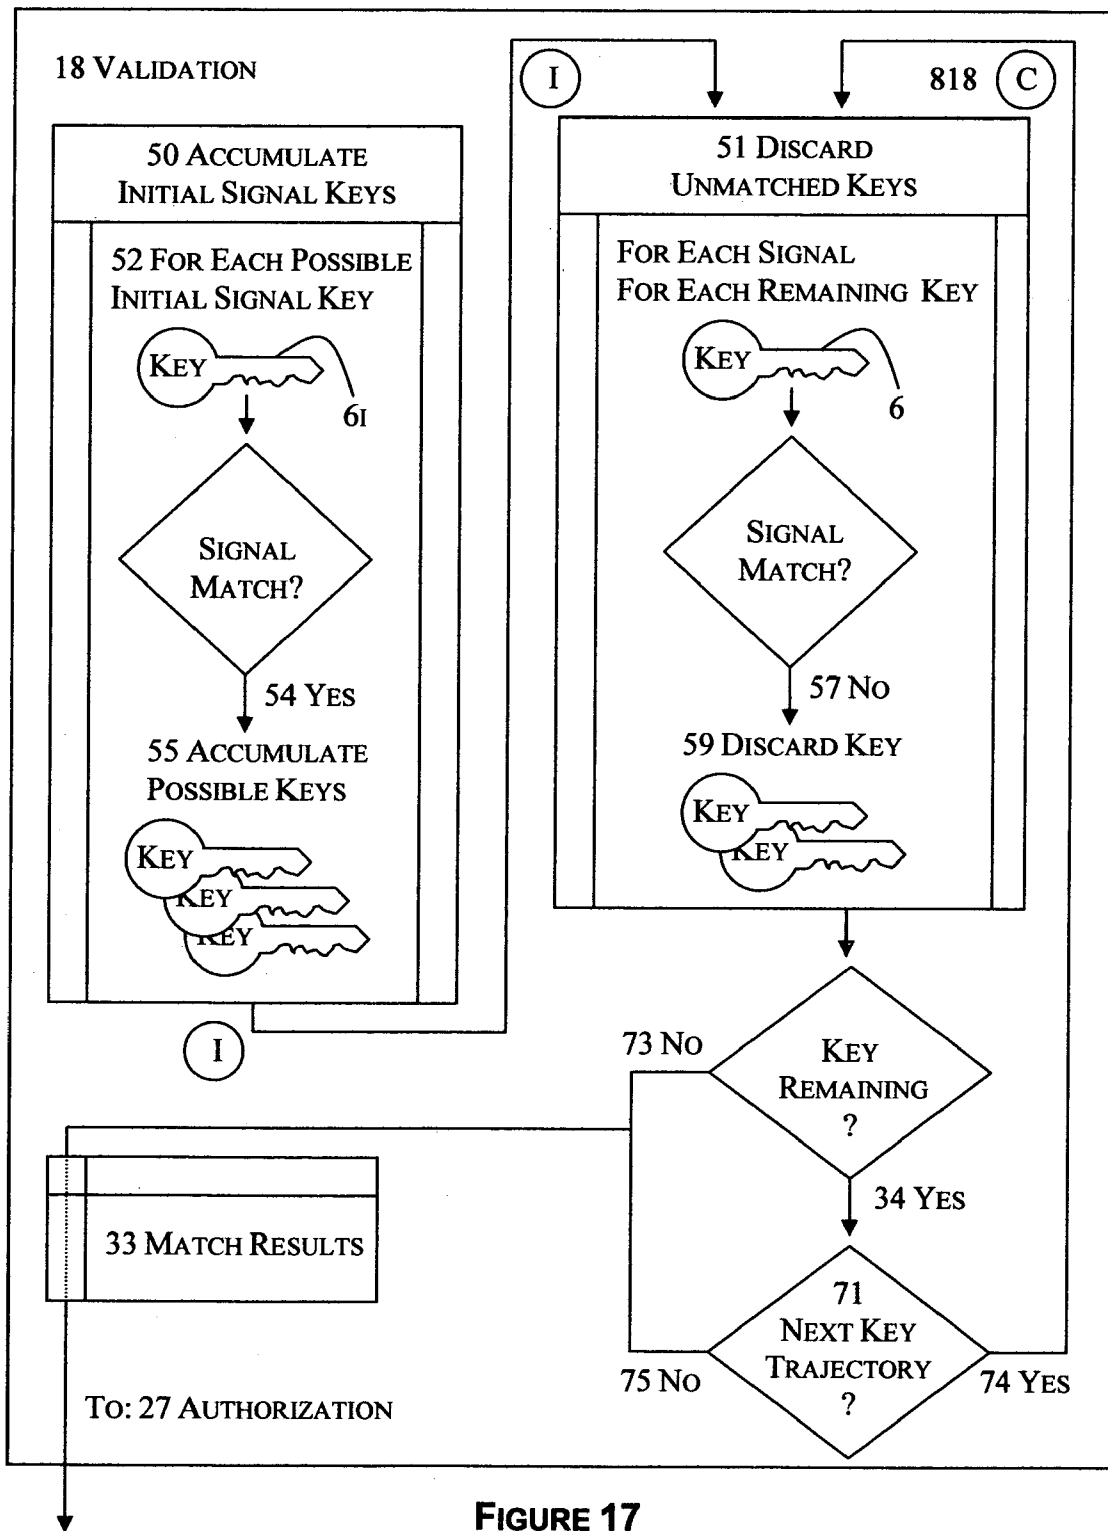 18 VALIDATION
I
818
C
50 ACCUMULATE
INITIAL SIGNAL KEYS
52 FOR EACH POSSIBLE
INITIAL SIGNAL KEY
KEY
6I
SIGNAL
MATCH?
54 YES
55 ACCUMULATE
POSSIBLE KEYS
KEY
KEY
KEY
I
51 DISCARD
UNMATCHED KEYS
FOR EACH SIGNAL
FOR EACH REMAINING KEY
KEY
6
SIGNAL
MATCH?
57 NO
59 DISCARD KEY
KEY
KEY
73 NO
KEY
REMAINING
?
34 YES
33 MATCH RESULTS
71
NEXT KEY
TRAJECTORY
?
75 NO
74 YES
TO: 27 AUTHORIZATION
FIGURE 17